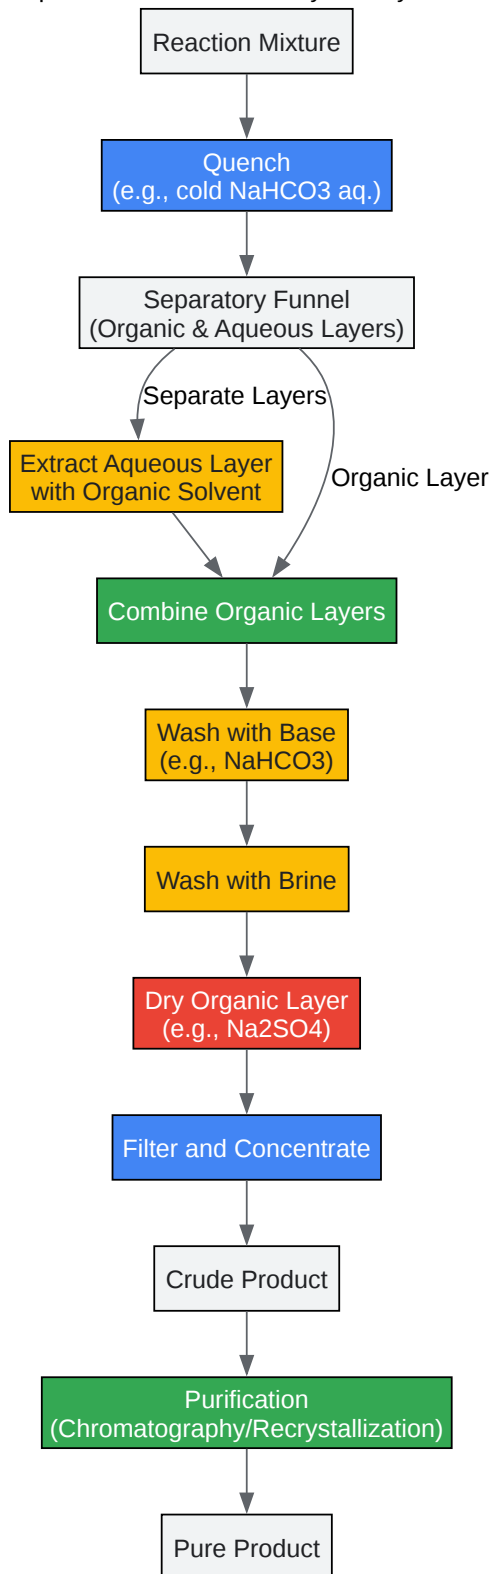 Reaction Mixture
Quench
(e.g., cold NaHCO3 aq.)
Separatory Funnel
(Organic & Aqueous Layers)
Separate Layers
Extract Aqueous Layer
with Organic Solvent
Organic Layer
Combine Organic Layers
Wash with Base
(e.g., NaHCO3)
Wash with Brine
Dry Organic Layer
(e.g., Na2SO4)
Filter and Concentrate
Crude Product
Purification
(Chromatography/Recrystallization)
Pure Product